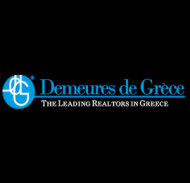 Demeures de Grèce
THE LEADING REALTORS IN GREECE